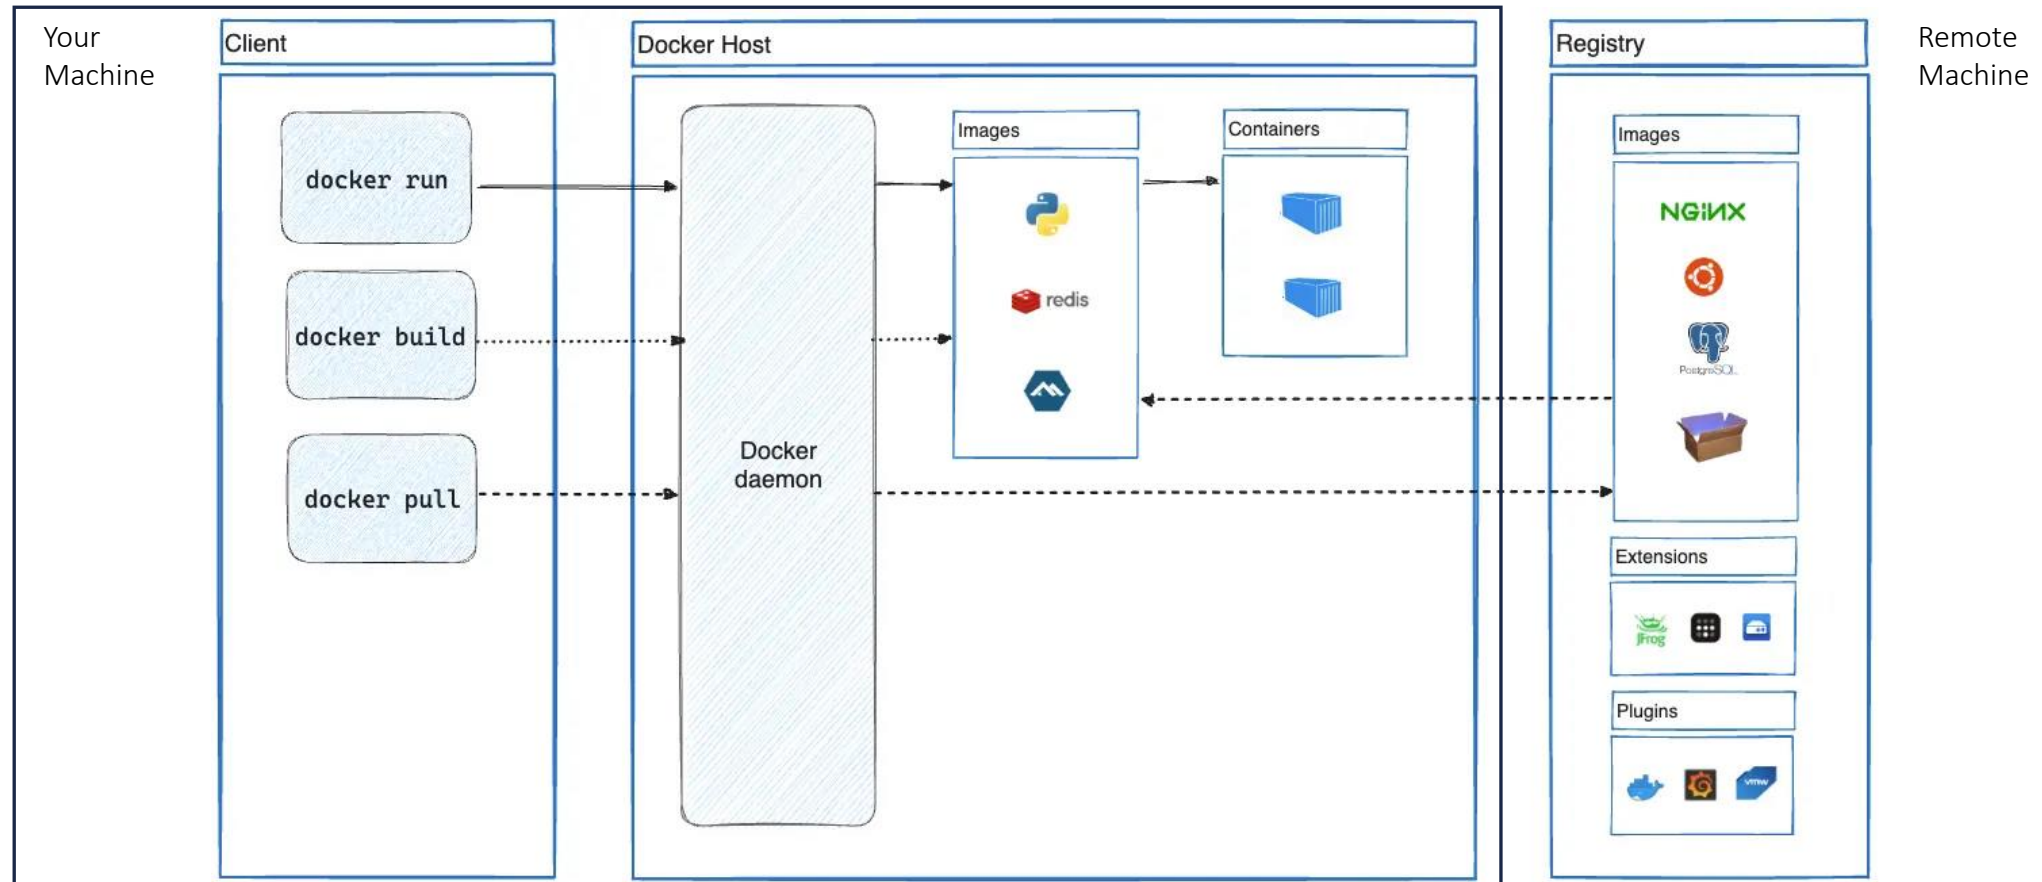 Your
Machine
Client
docker run
docker build
docker pull
Docker Host
Docker
daemon
Images
redis
Containers
Registry
Images
NGINX
PostgreSQL
Extensions
JFrog
Plugins
vmw
Remote
Machine